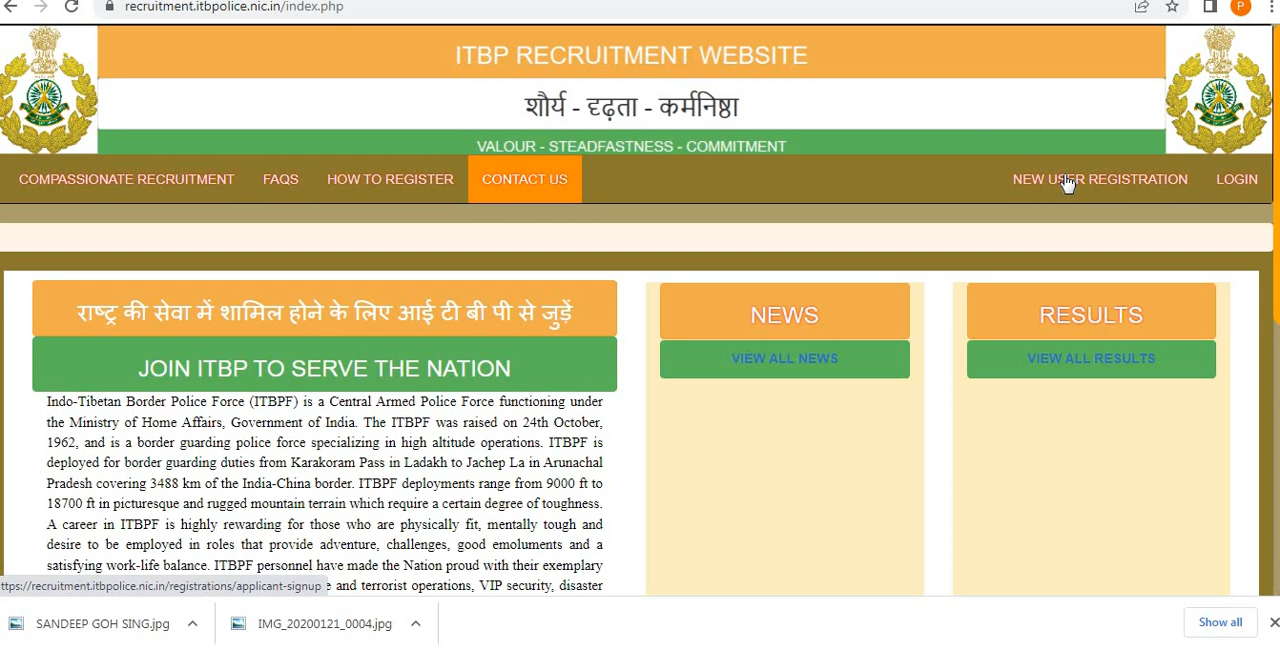 recruitment.itbpolice.nic.in/index.php
P
ITBP RECRUITMENT WEBSITE
शौर्य - दृढ़ता - कर्मनिष्ठा
VALOUR - STEADFASTNESS - COMMITMENT
COMPASSIONATE RECRUITMENT FAQS HOW TO REGISTER CONTACT US NEW USER REGISTRATION LOGIN
राष्ट्र की सेवा में शामिल होने के लिए आई टी बी पी से जुड़ें
JOIN ITBP TO SERVE THE NATION
Indo-Tibetan Border Police Force (ITBPF) is a Central Armed Police Force functioning under
the Ministry of Home Affairs, Government of India. The ITBPF was raised on 24th October,
1962, and is a border guarding police force specializing in high altitude operations. ITBPF is
deployed for border guarding duties from Karakoram Pass in Ladakh to Jachep La in Arunachal
Pradesh covering 3488 km of the India-China border. ITBPF deployments range from 9000 ft to
18700 ft in picturesque and rugged mountain terrain which require a certain degree of toughness.
A career in ITBPF is highly rewarding for those who are physically fit, mentally tough and
desire to be employed in roles that provide adventure, challenges, good emoluments and a
satisfying work-life balance. ITBPF personnel have made the Nation proud with their exemplary
e and terrorist operations, VIP security, disaster
NEWS
VIEW ALL NEWS
RESULTS
VIEW ALL RESULTS
ttps://recruitment.itbpolice.nic.in/registrations/applicant-signup
SANDEEP GOH SING.jpg
IMG_20200121_0004.jpg
Show all